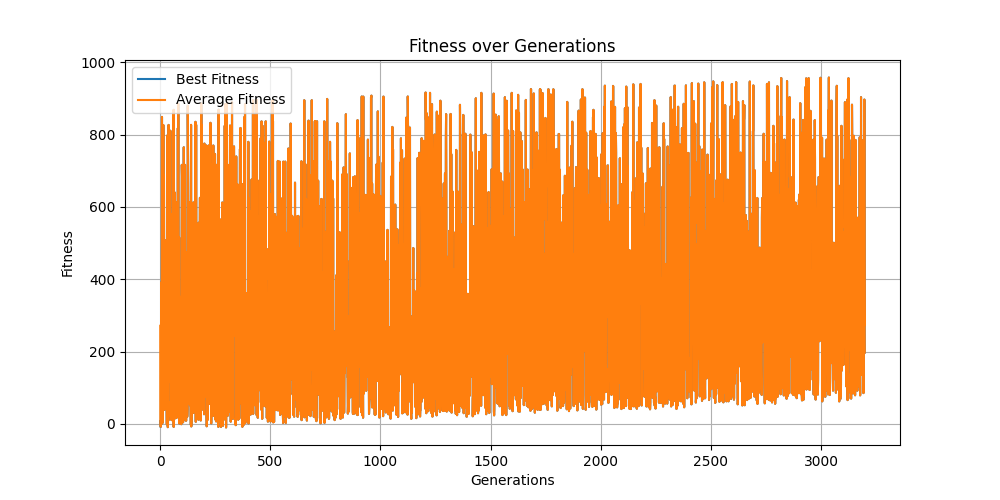 Fitness over Generations
Best Fitness
Average Fitness
1000
800
600
400
200
0
Fitness
0 500 1000 1500 2000 2500 3000
Generations